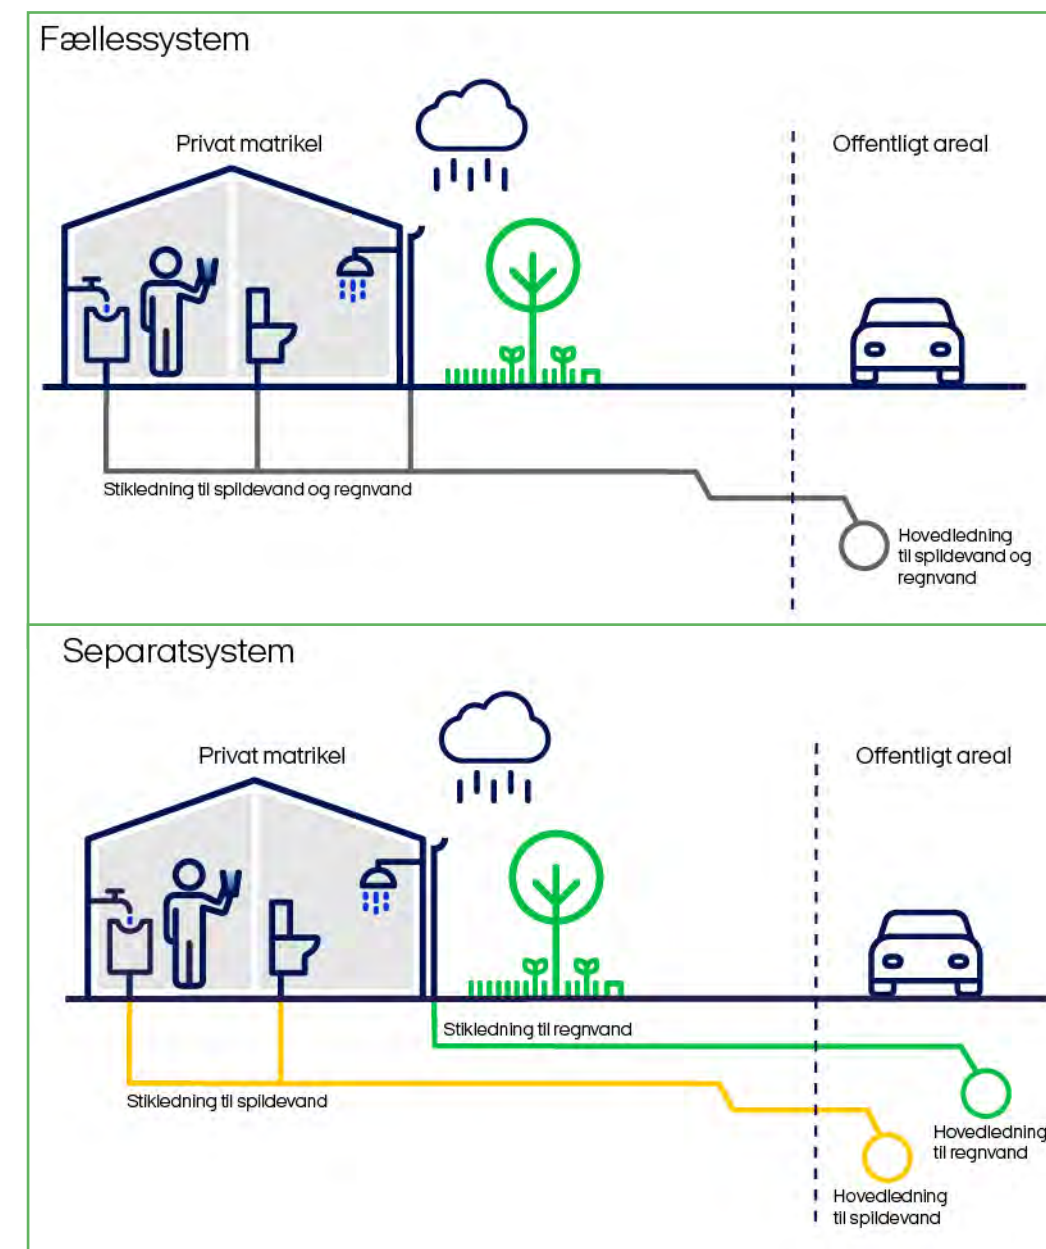 Fællessystem
Privat matrikel
Offentligt areal
Stikledning til spildevand og regnvand
Hovedledning
til spildevand og
regnvand
Separatsystem
Privat matrikel
Offentligt areal
Stikledning til regnvand
Stikledning til spildevand
Hovedledning
til regnvand
Hovedledning
til spildevand